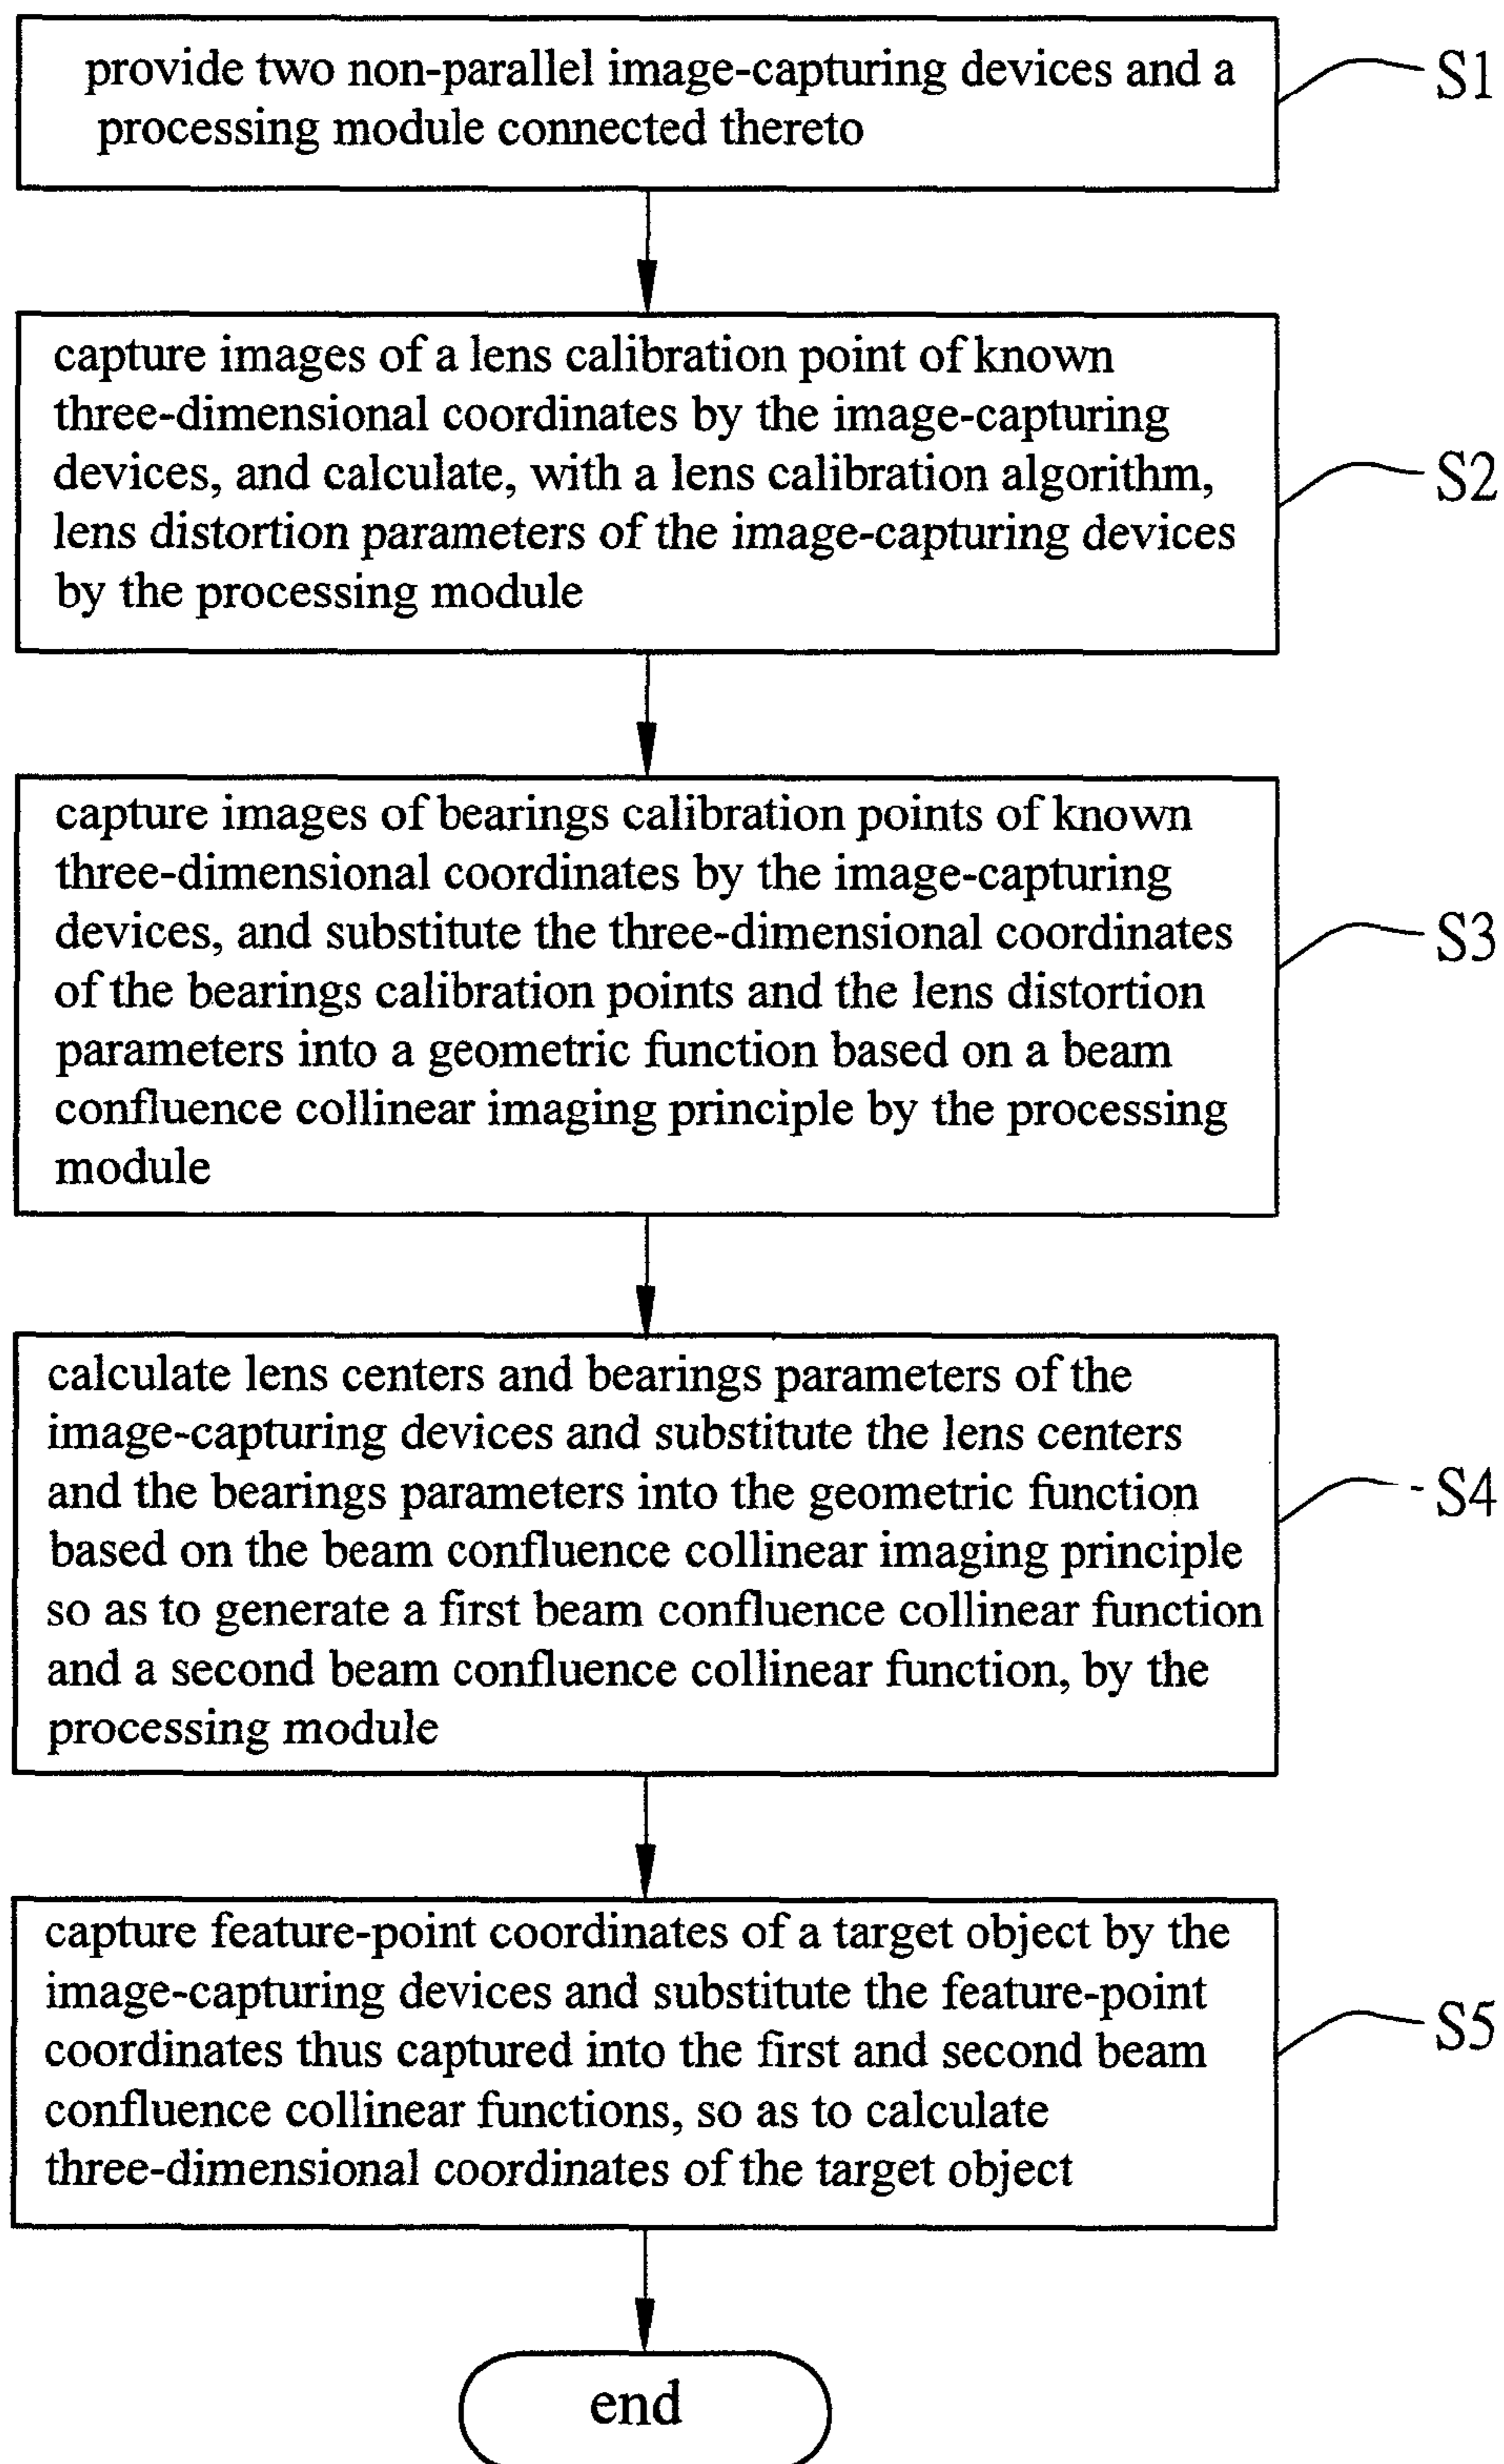 provide two non-parallel image-capturing devices and a
processing module connected thereto
S1
capture images of a lens calibration point of known
three-dimensional coordinates by the image-capturing
devices, and calculate, with a lens calibration algorithm,
lens distortion parameters of the image-capturing devices
by the processing module
S2
capture images of bearings calibration points of known
three-dimensional coordinates by the image-capturing
devices, and substitute the three-dimensional coordinates
of the bearings calibration points and the lens distortion
parameters into a geometric function based on a beam
confluence collinear imaging principle by the processing
module
S3
calculate lens centers and bearings parameters of the
image-capturing devices and substitute the lens centers
and the bearings parameters into the geometric function
based on the beam confluence collinear imaging principle
so as to generate a first beam confluence collinear function
and a second beam confluence collinear function, by the
processing module
S4
capture feature-point coordinates of a target object by the
image-capturing devices and substitute the feature-point
coordinates thus captured into the first and second beam
confluence collinear functions, so as to calculate
three-dimensional coordinates of the target object
S5
end